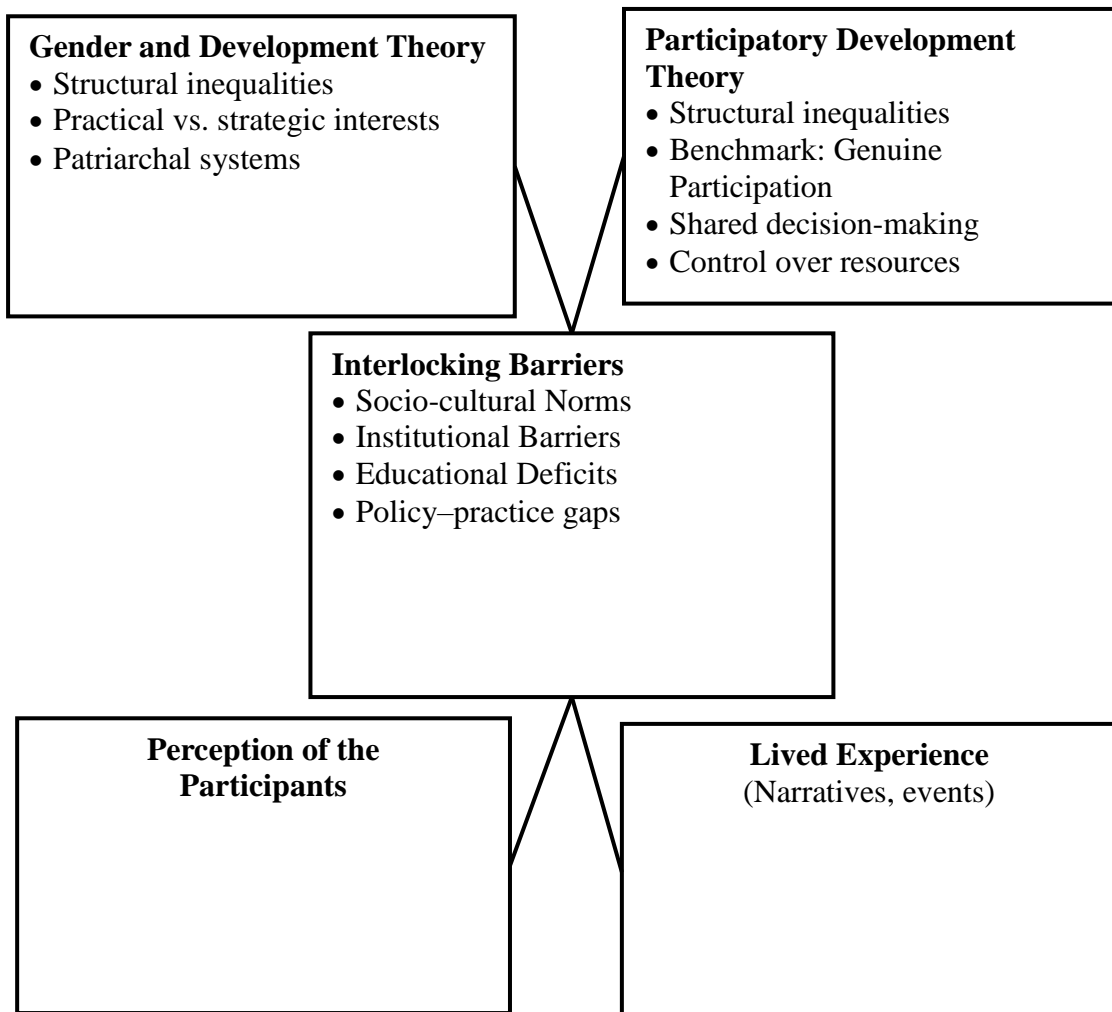 Gender and Development Theory
• Structural inequalities
• Practical vs. strategic interests
• Patriarchal systems
Participatory Development
Theory
• Structural inequalities
• Benchmark: Genuine
Participation
• Shared decision-making
• Control over resources
Interlocking Barriers
• Socio-cultural Norms
• Institutional Barriers
• Educational Deficits
• Policy–practice gaps
Perception of the
Participants
Lived Experience
(Narratives, events)